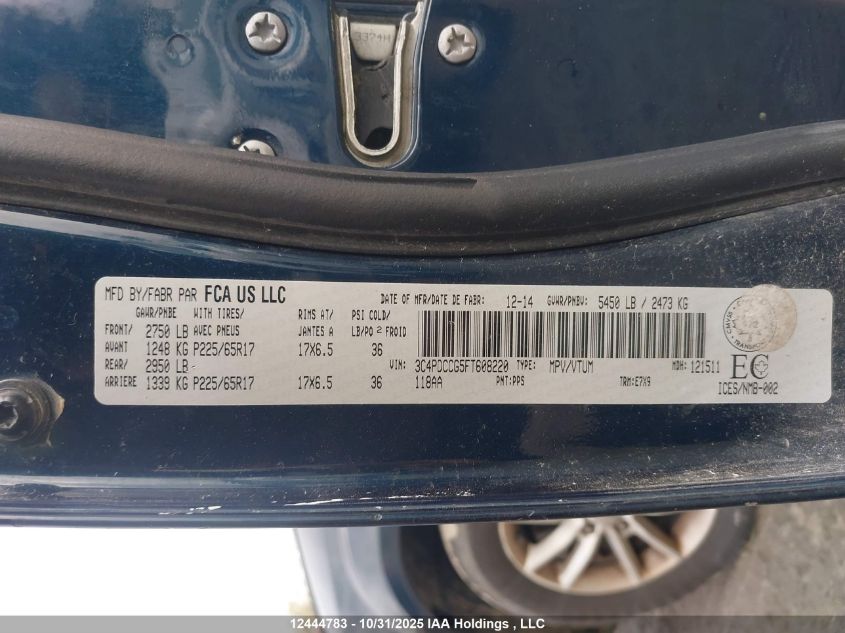 3374H
MFD BY/FABR PAR FCA US LLC DATE OF MFR/DATE DE FABR: 12-14 GVWR/PNBV: 5450 LB / 2473 KG
GAWR/PNBE WITH TIRES/ RIMS AT/ PSI COLD/
FRONT/ 2750 LB AVEC PNEUS JANTES A LB/PO 2 FROID
AVANT 1248 KG P225/65R17 17X6.5 36
REAR/ 2950 LB VIN: 3C4PDCCG5FT608220 TYPE: MPV/VTUM MDH: 121511 EC
ARRIERE 1339 KG P225/65R17 17X6.5 36 118AA PNT:PPS TRM:E7X9 ICES/NMB-002
12444783 - 10/31/2025 IAA Holdings , LLC